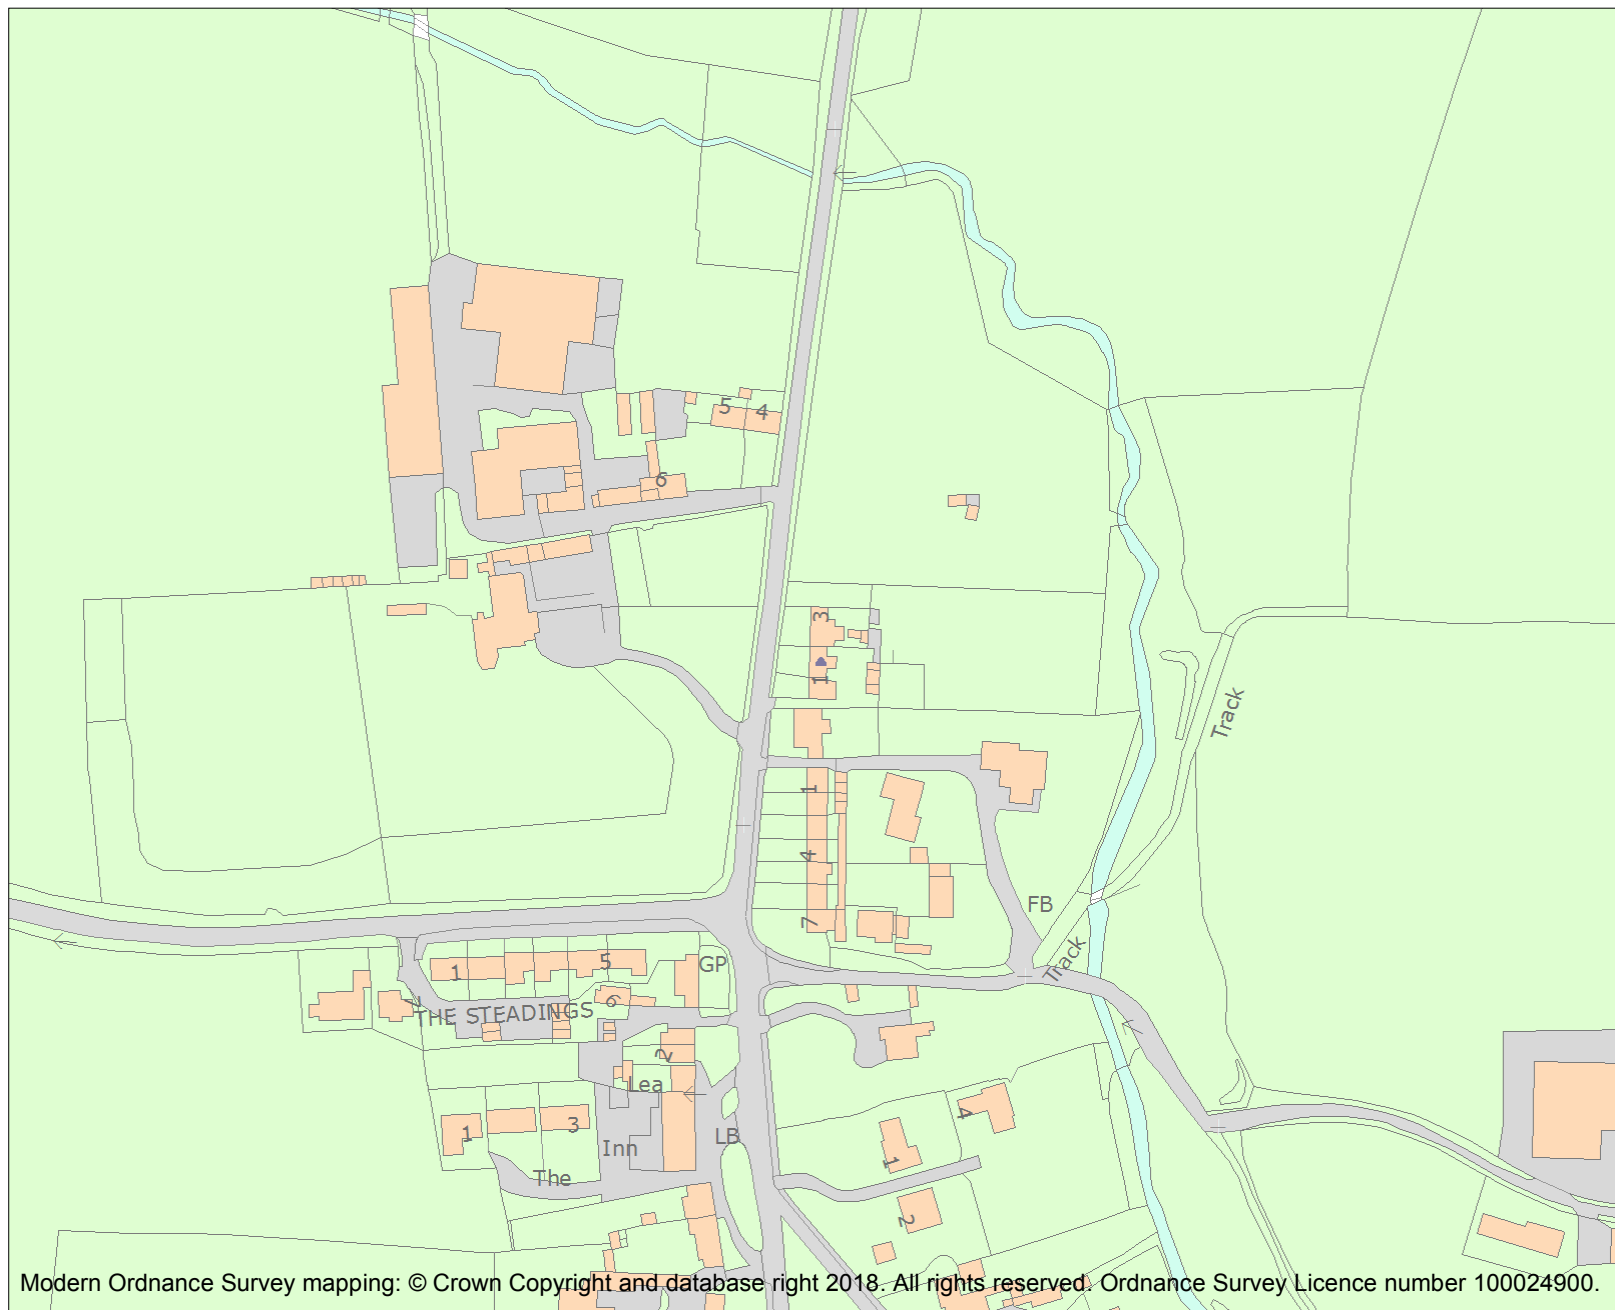 5 4
6
3
1
Track
1
4
7
FB
Track
GP
1
5
7
THE STEADINGS
6
2
Lea
4
1
3
Inn
LB
The
1
2
Modern Ordnance Survey mapping: © Crown Copyright and database right 2018. All rights reserved. Ordnance Survey Licence number 100024900.